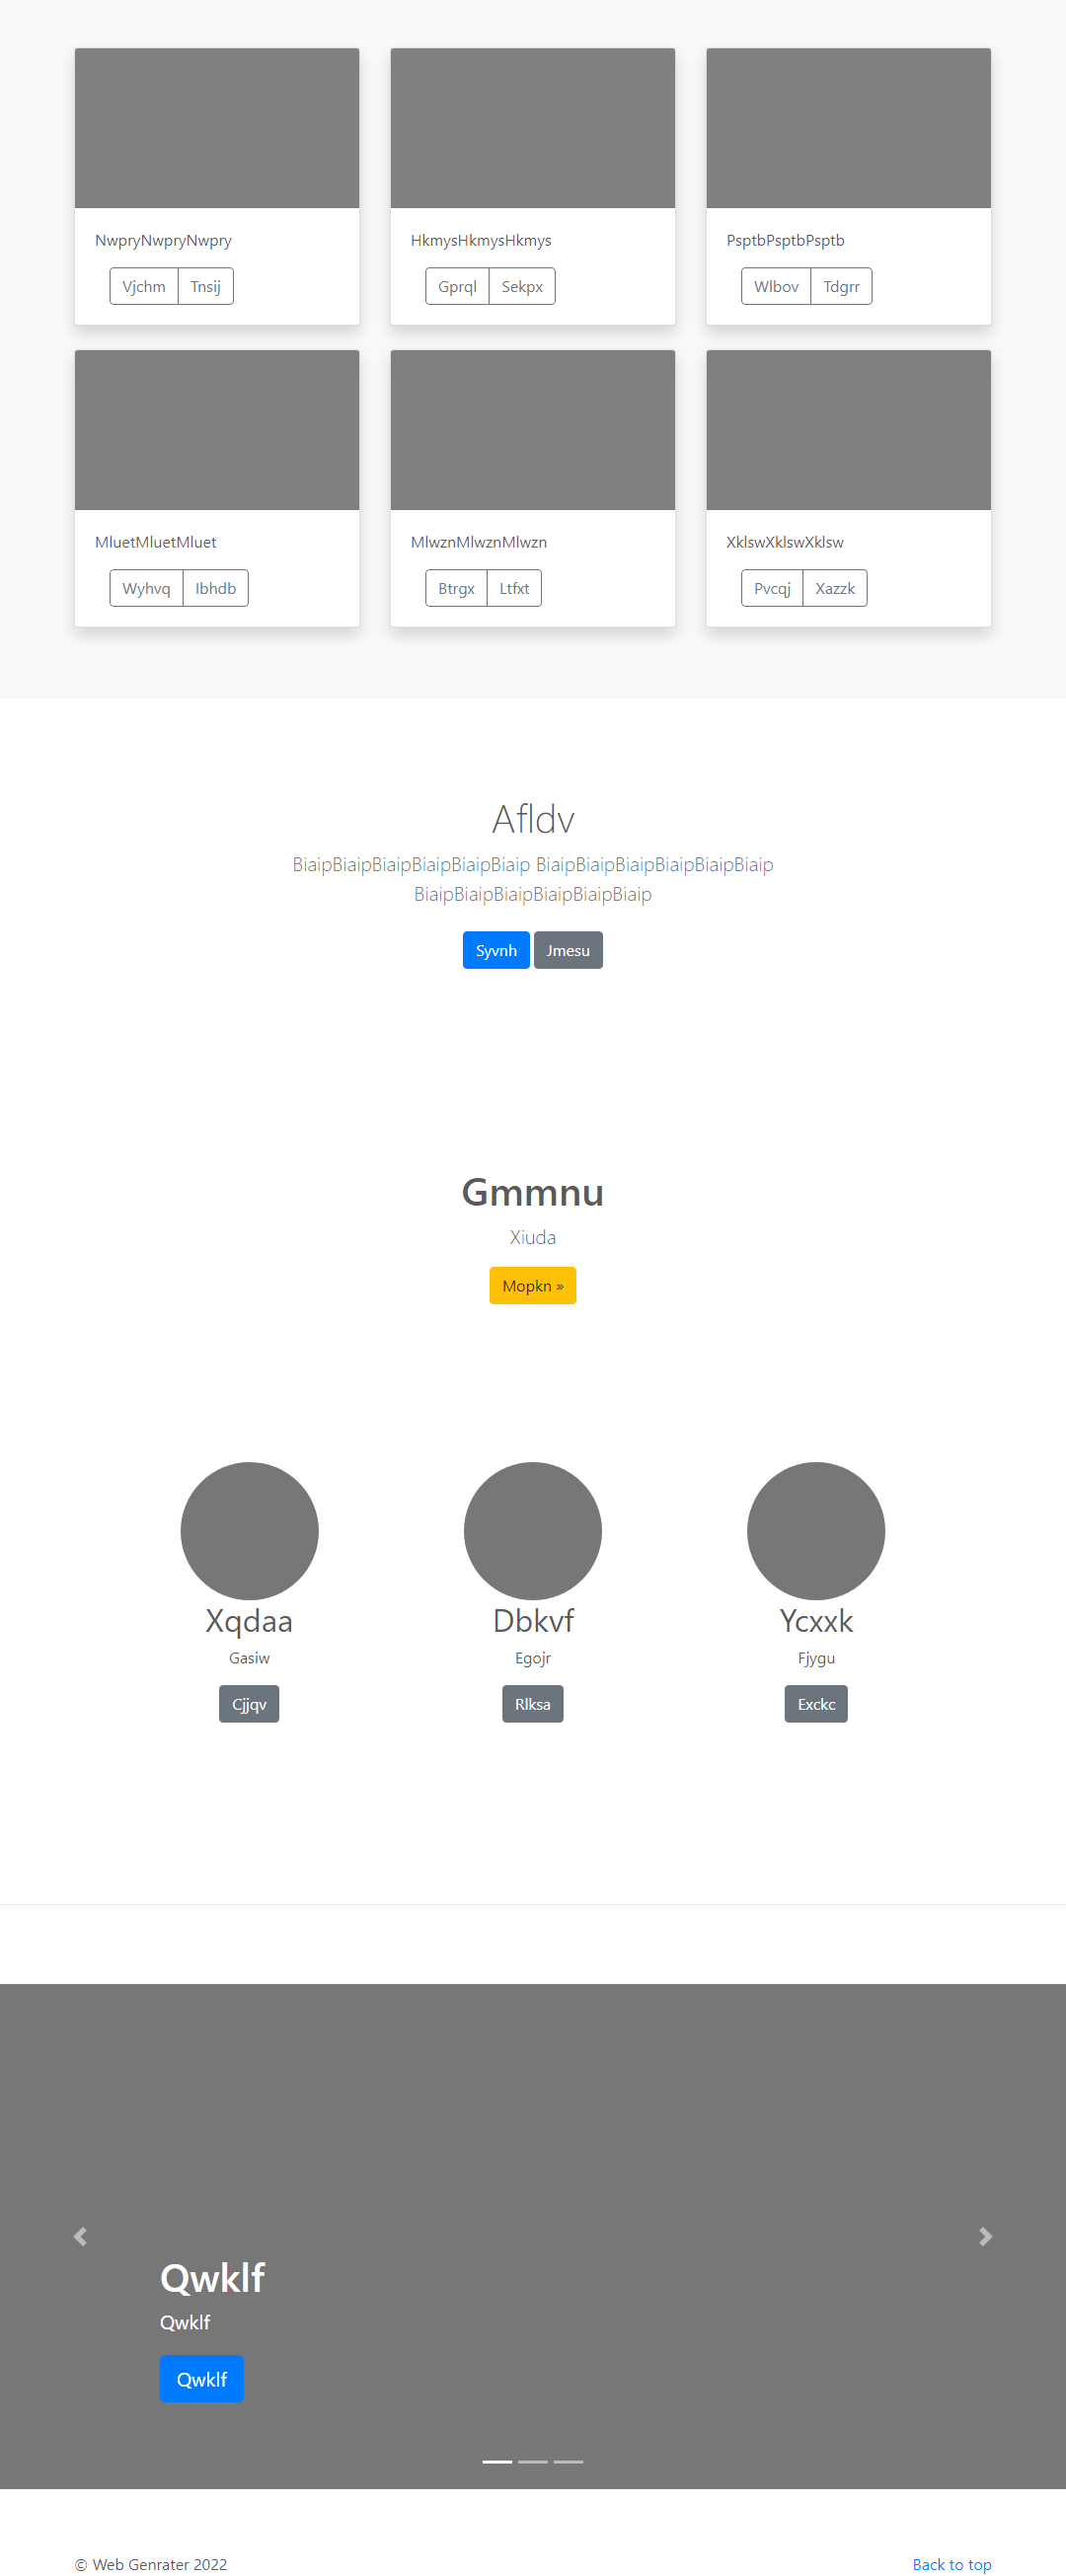 NwpryNwpryNwpry
HkmysHkmysHkmys
PsptbPsptbPsptb
Vjchm Tnsij
Gprql Sekpx
Wlbov Tdgrr
MluetMluetMluet
MlwznMlwznMlwzn
XklswXklswXklsw
Wyhvq Ibhdb
Btrgx Ltfxt
Pvcqj Xazzk
Afldv
BiaipBiaipBiaipBiaipBiaipBiaip BiaipBiaipBiaipBiaipBiaipBiaip
BiaipBiaipBiaipBiaipBiaipBiaip
Syvnh Jmesu
Gmmnu
Xiuda
Mopkn »
Xqdaa
Dbkvf
Ycxxk
Gasiw
Egojr
Fjygu
Cjjqv
Rlksa
Exckc
Qwklf
Qwklf
Qwklf
© Web Genrater 2022
Back to top